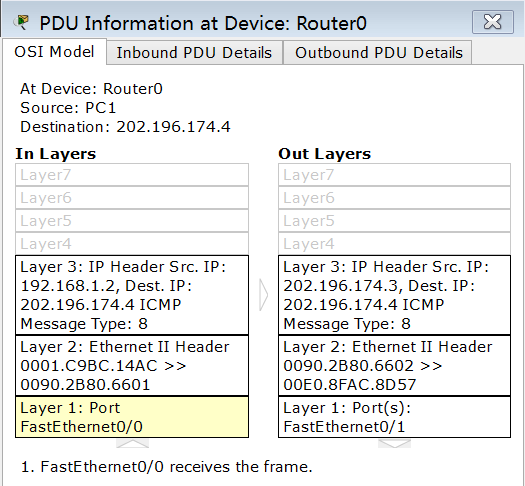 PDU Information at Device: Router0
OSI Model
Inbound PDU Details
Outbound PDU Details
At Device: Router0
Source: PC1
Destination: 202.196.174.4
In Layers
Layer7
Layer6
Layer5
Layer4
Layer 3: IP Header Src. IP:
192.168.1.2, Dest. IP:
202.196.174.4 ICMP
Message Type: 8
Layer 2: Ethernet II Header
0001.C9BC.14AC >>
0090.2B80.6601
Layer 1: Port
FastEthernet0/0
Out Layers
Layer7
Layer6
Layer5
Layer4
Layer 3: IP Header Src. IP:
202.196.174.3, Dest. IP:
202.196.174.4 ICMP
Message Type: 8
Layer 2: Ethernet II Header
0090.2B80.6602 >>
00E0.8FAC.8D57
Layer 1: Port(s):
FastEthernet0/1
1. FastEthernet0/0 receives the frame.